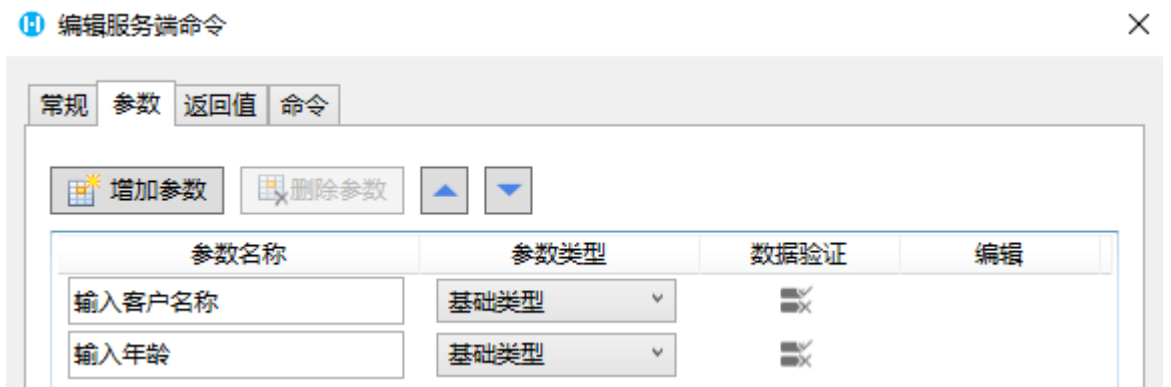 编辑服务端命令
常规 参数 返回值 命令
增加参数 删除参数
参数名称 参数类型 数据验证 编辑
输入客户名称 基础类型
输入年龄 基础类型